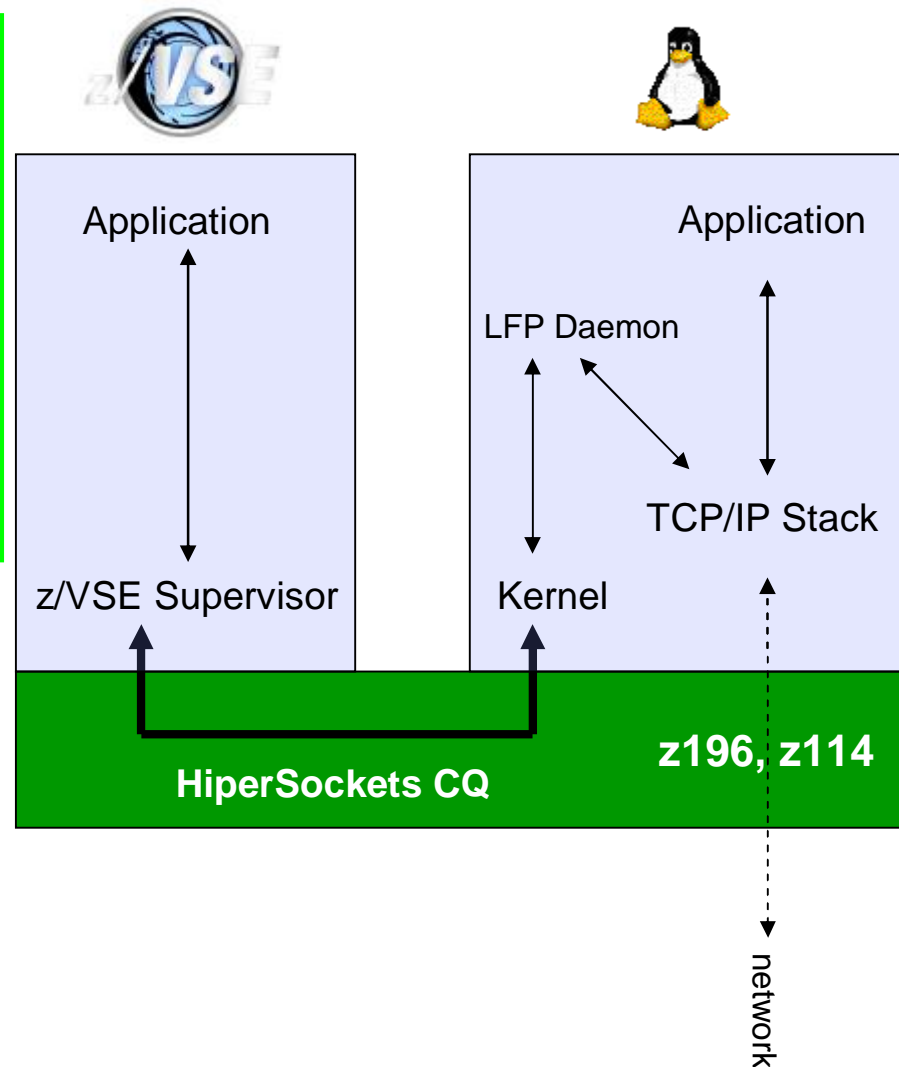 z/VSE
Application
Application
LFP Daemon
TCP/IP Stack
z/VSE Supervisor
Kernel
z196, z114
HiperSockets CQ
network